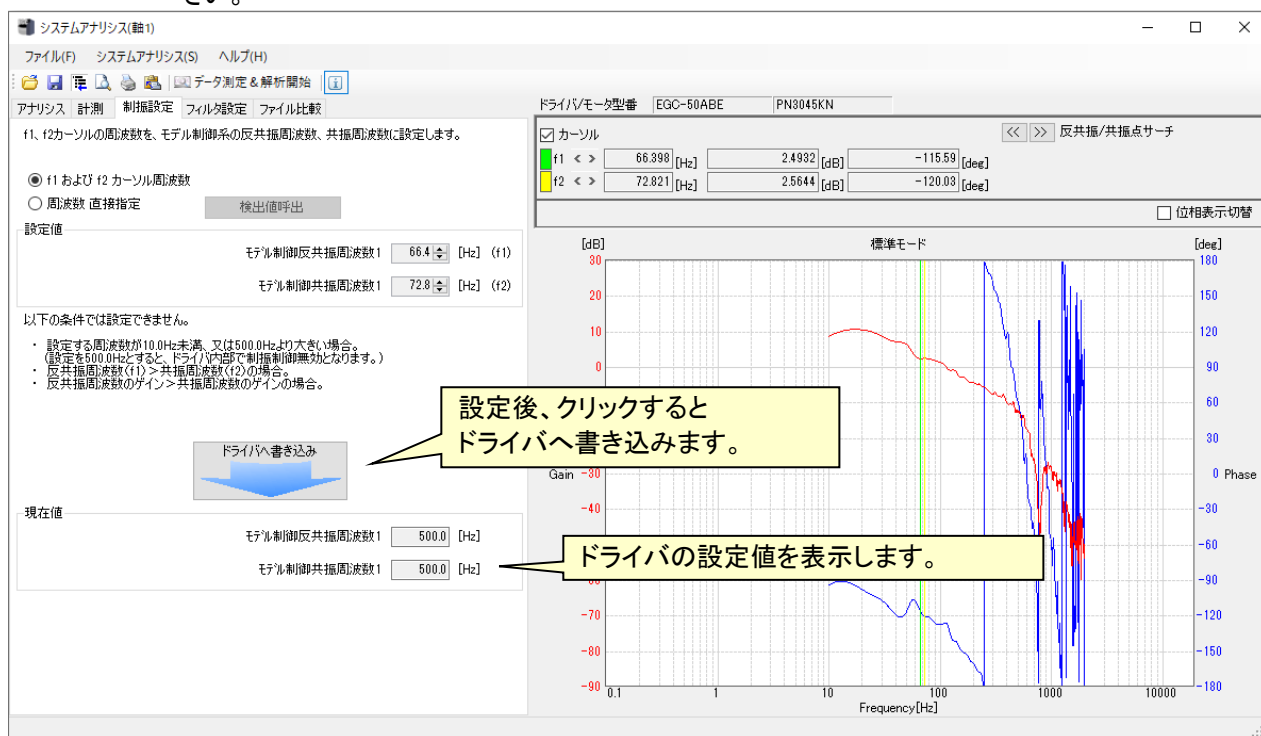 さい。
システムアナリシス(軸1)
ファイル(F) システムアナリシス(S) ヘルプ(H)
データ測定&解析開始
アナリシス 計測 制振設定 フィルタ設定 ファイル比較
f1、f2カーソルの周波数を、モデル制御系の反共振周波数、共振周波数に設定します。
f1 および f2 カーソル周波数
周波数 直接指定 検出値呼出
設定値
モデル制御反共振周波数1 66.4 [Hz] (f1)
モデル制御共振周波数1 72.8 [Hz] (f2)
以下の条件では設定できません。
・ 設定する周波数が10.0Hz未満、又は500.0Hzより大きい場合。
(設定を500.0Hzとすると、ドライバ内部で制振制御無効となります。)
・ 反共振周波数(f1)>共振周波数(f2)の場合。
・ 反共振周波数のゲイン>共振周波数のゲインの場合。
設定後、クリックすると
ドライバへ書き込みます。
ドライバへ書き込み
現在値
モデル制御反共振周波数1 500.0 [Hz]
モデル制御共振周波数1 500.0 [Hz]
ドライバの設定値を表示します。
ドライバ/モータ型番 EGC-50ABE PN3045KN
カーソル << >> 反共振/共振点サーチ
f1 < > 66.398 [Hz] 2.4932 [dB] -115.59 [deg]
f2 < > 72.821 [Hz] 2.5644 [dB] -120.03 [deg]
位相表示切替
[dB] 標準モード [deg]
30 180
20 150
10 120
0 90
60
30
Gain -30 0 Phase
-40 -30
-60
-90
-70 -120
-80 -150
-90 -180
0.1 1 10 100 1000 10000
Frequency[Hz]